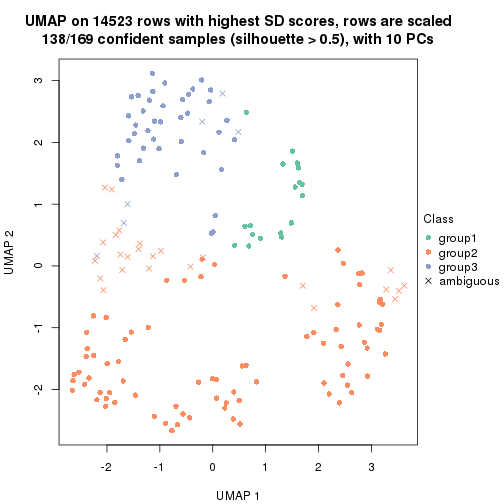 UMAP on 14523 rows with highest SD scores, rows are scaled
138/169 confident samples (silhouette > 0.5), with 10 PCs
3
2
1
0
-1
-2
UMAP 2
-2
-1
0
1
2
3
UMAP 1
Class
group1
group2
group3
ambiguous